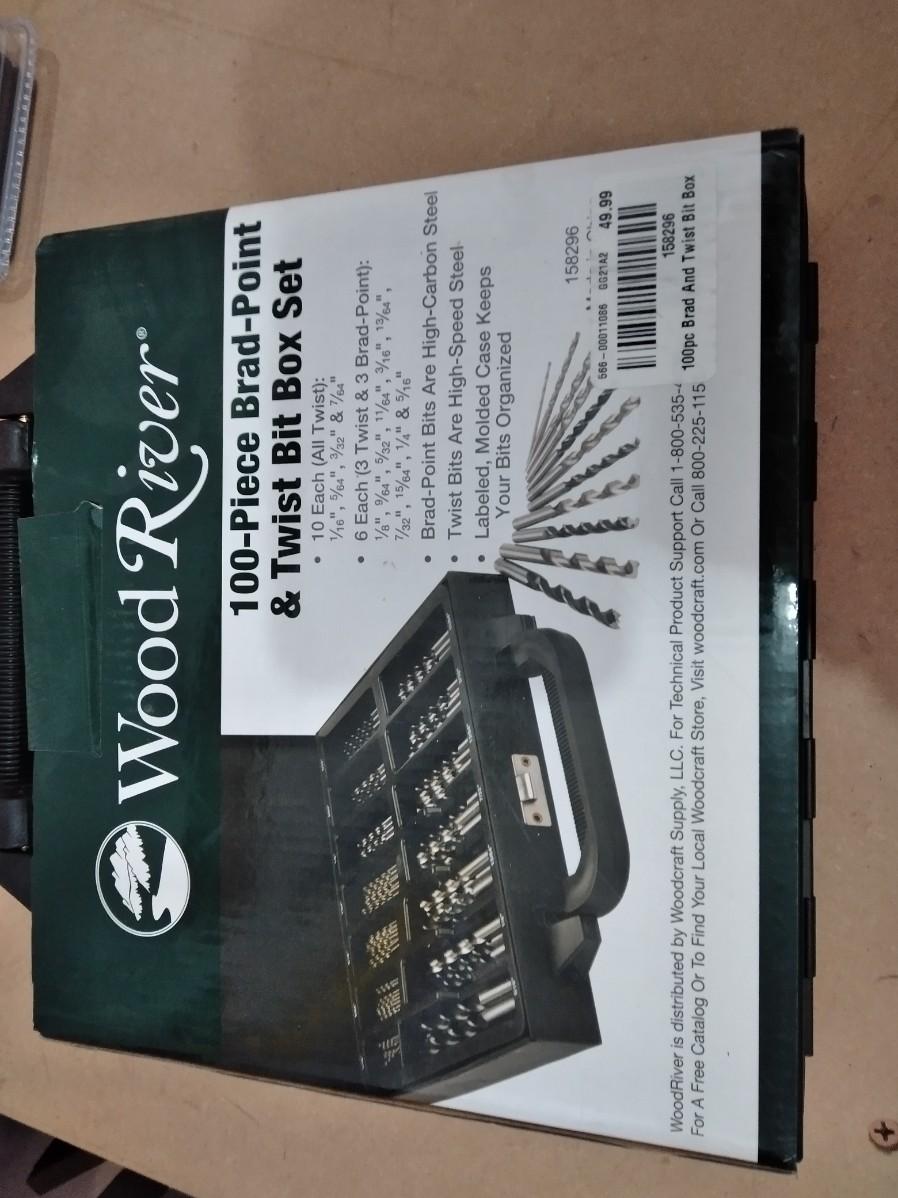 WoodRiver®
100-Piece Brad-Point
& Twist Bit Box Set
• 10 Each (All Twist):
1/16", 5/64", 3/32" & 7/64"
• 6 Each (3 Twist & 3 Brad-Point):
1/8", 9/64", 5/32", 11/64", 3/16", 13/64",
7/32", 15/64", 1/4" & 5/16"
• Brad-Point Bits Are High-Carbon Steel
• Twist Bits Are High-Speed Steel
• Labeled, Molded Case Keeps
Your Bits Organized
158296
566-00011086 GG21A2 49.99
158296
100pc Brad And Twist Bit Box
WoodRiver is distributed by Woodcraft Supply, LLC. For Technical Product Support Call 1-800-535-4
For A Free Catalog Or To Find Your Local Woodcraft Store, Visit woodcraft.com Or Call 800-225-115